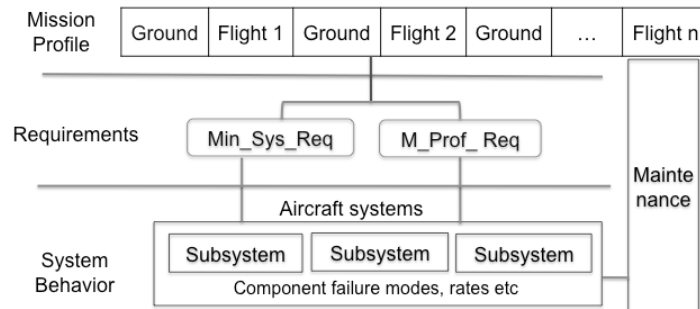 Mission
Profile
Ground Flight 1 Ground Flight 2 Ground … Flight n
Requirements
Min_Sys_Req M_Prof_ Req
Mainte
nance
Aircraft systems
System
Behavior
Subsystem Subsystem Subsystem
Component failure modes, rates etc